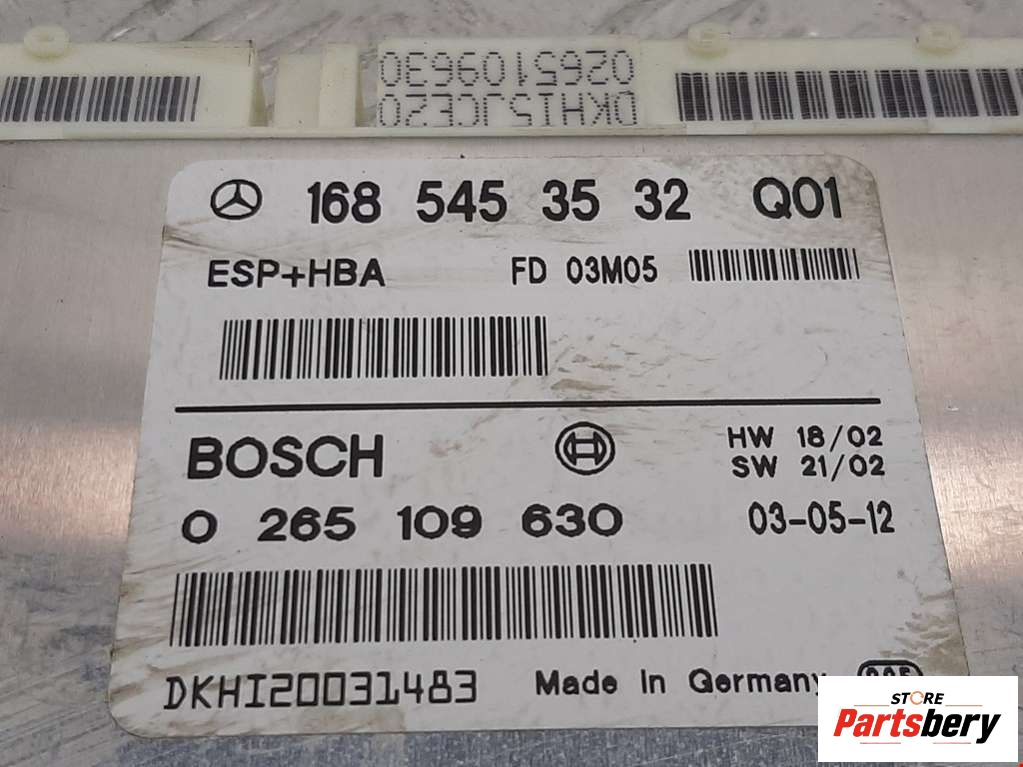 0265109630
DKHI5JCE20
168 545 35 32 Q01
ESP+HBA FD 03M05
BOSCH
HW 18/02
SW 21/02
0 265 109 630 03-05-12
DKHI20031483 Made In Germany
STORE
Partsbery